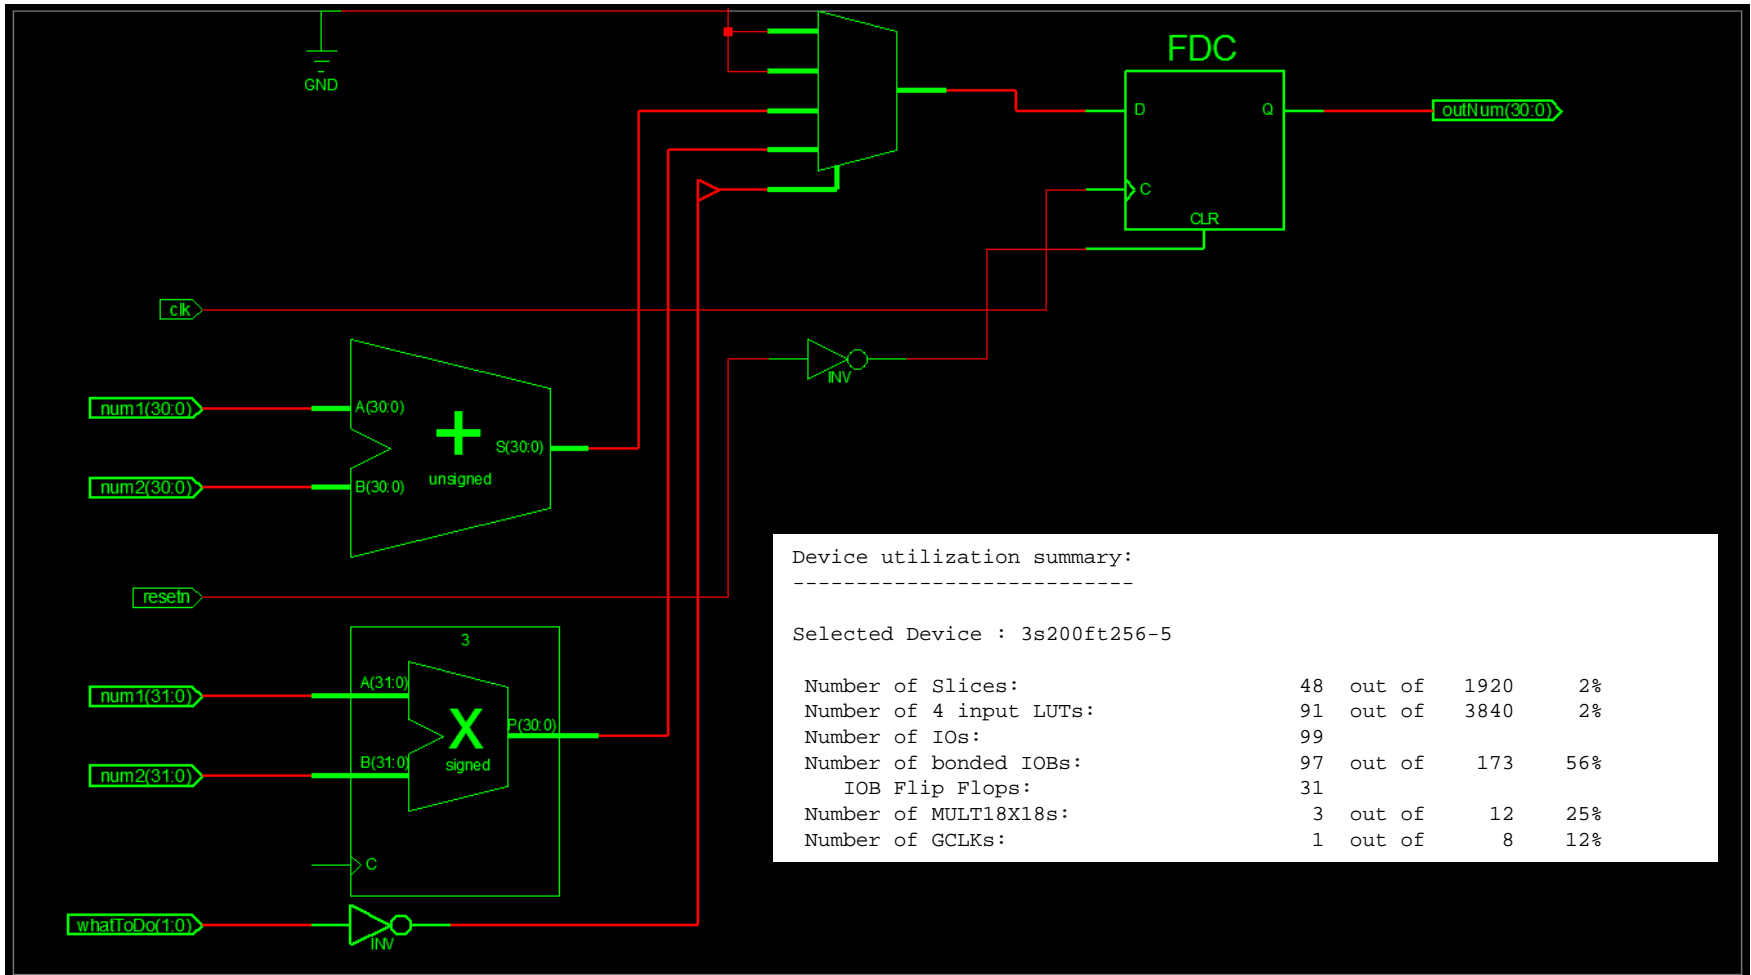 GND
FDC
D
Q
outNum(30:0)
C
CLR
clk
INV
num1(30:0)
A(30:0)
+
S(30:0)
unsigned
num2(30:0)
B(30:0)
resetn
3
num1(31:0)
A(31:0)
X
P(30:0)
num2(31:0)
B(31:0)
signed
C
whatToDo(1:0)
INV
Device utilization summary:
---------------------------
Selected Device : 3s200ft256-5
Number of Slices: 48 out of 1920 2%
Number of 4 input LUTs: 91 out of 3840 2%
Number of IOs: 99
Number of bonded IOBs: 97 out of 173 56%
IOB Flip Flops: 31
Number of MULT18X18s: 3 out of 12 25%
Number of GCLKs: 1 out of 8 12%